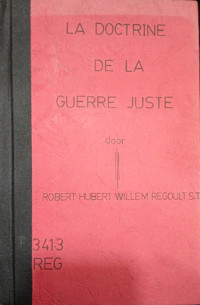 LA DOCTRINE
DE LA
GUERRE JUSTE
door
ROBERT HUBERT WILLEM REGOUT S.J.
3413
REG